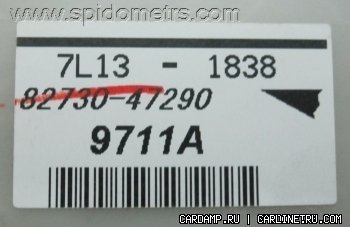 www.spidometrs.com
7L13 - 1838
82730-47290
9711A
CARDAMP.RU | CARDINETRU.COM